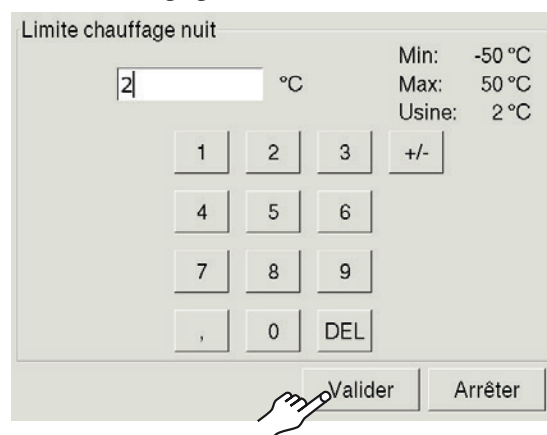 Limite chauffage nuit
Min: -50 °C
2 °C
Max: 50 °C
Usine: 2 °C
1 2 3 +/-
4 5 6
7 8 9
, 0 DEL
Valider Arrêter